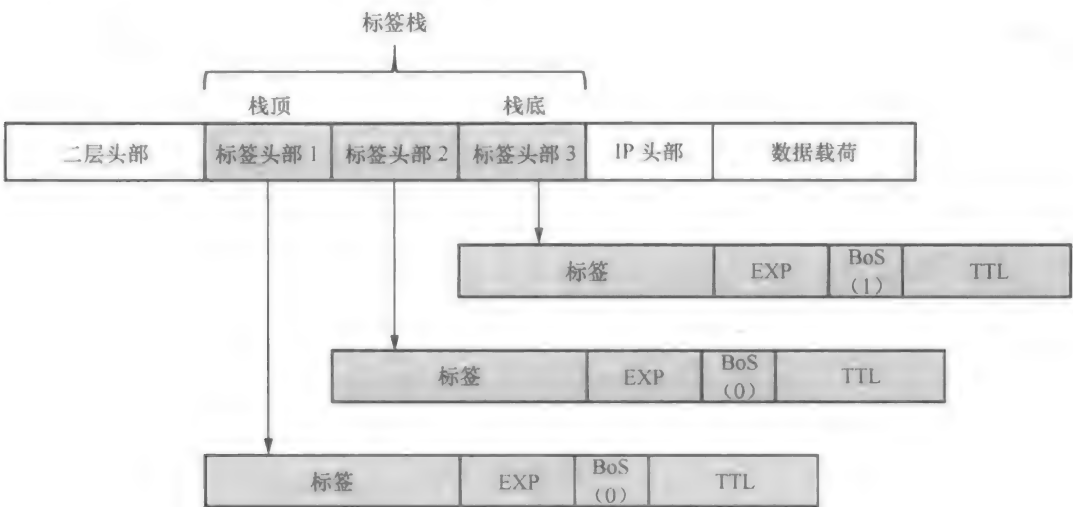 标签栈
栈顶 栈底
二层头部 标签头部 1 标签头部 2 标签头部 3 IP 头部 数据载荷
标签 EXP BoS (1) TTL
标签 EXP BoS (0) TTL
标签 EXP BoS (0) TTL